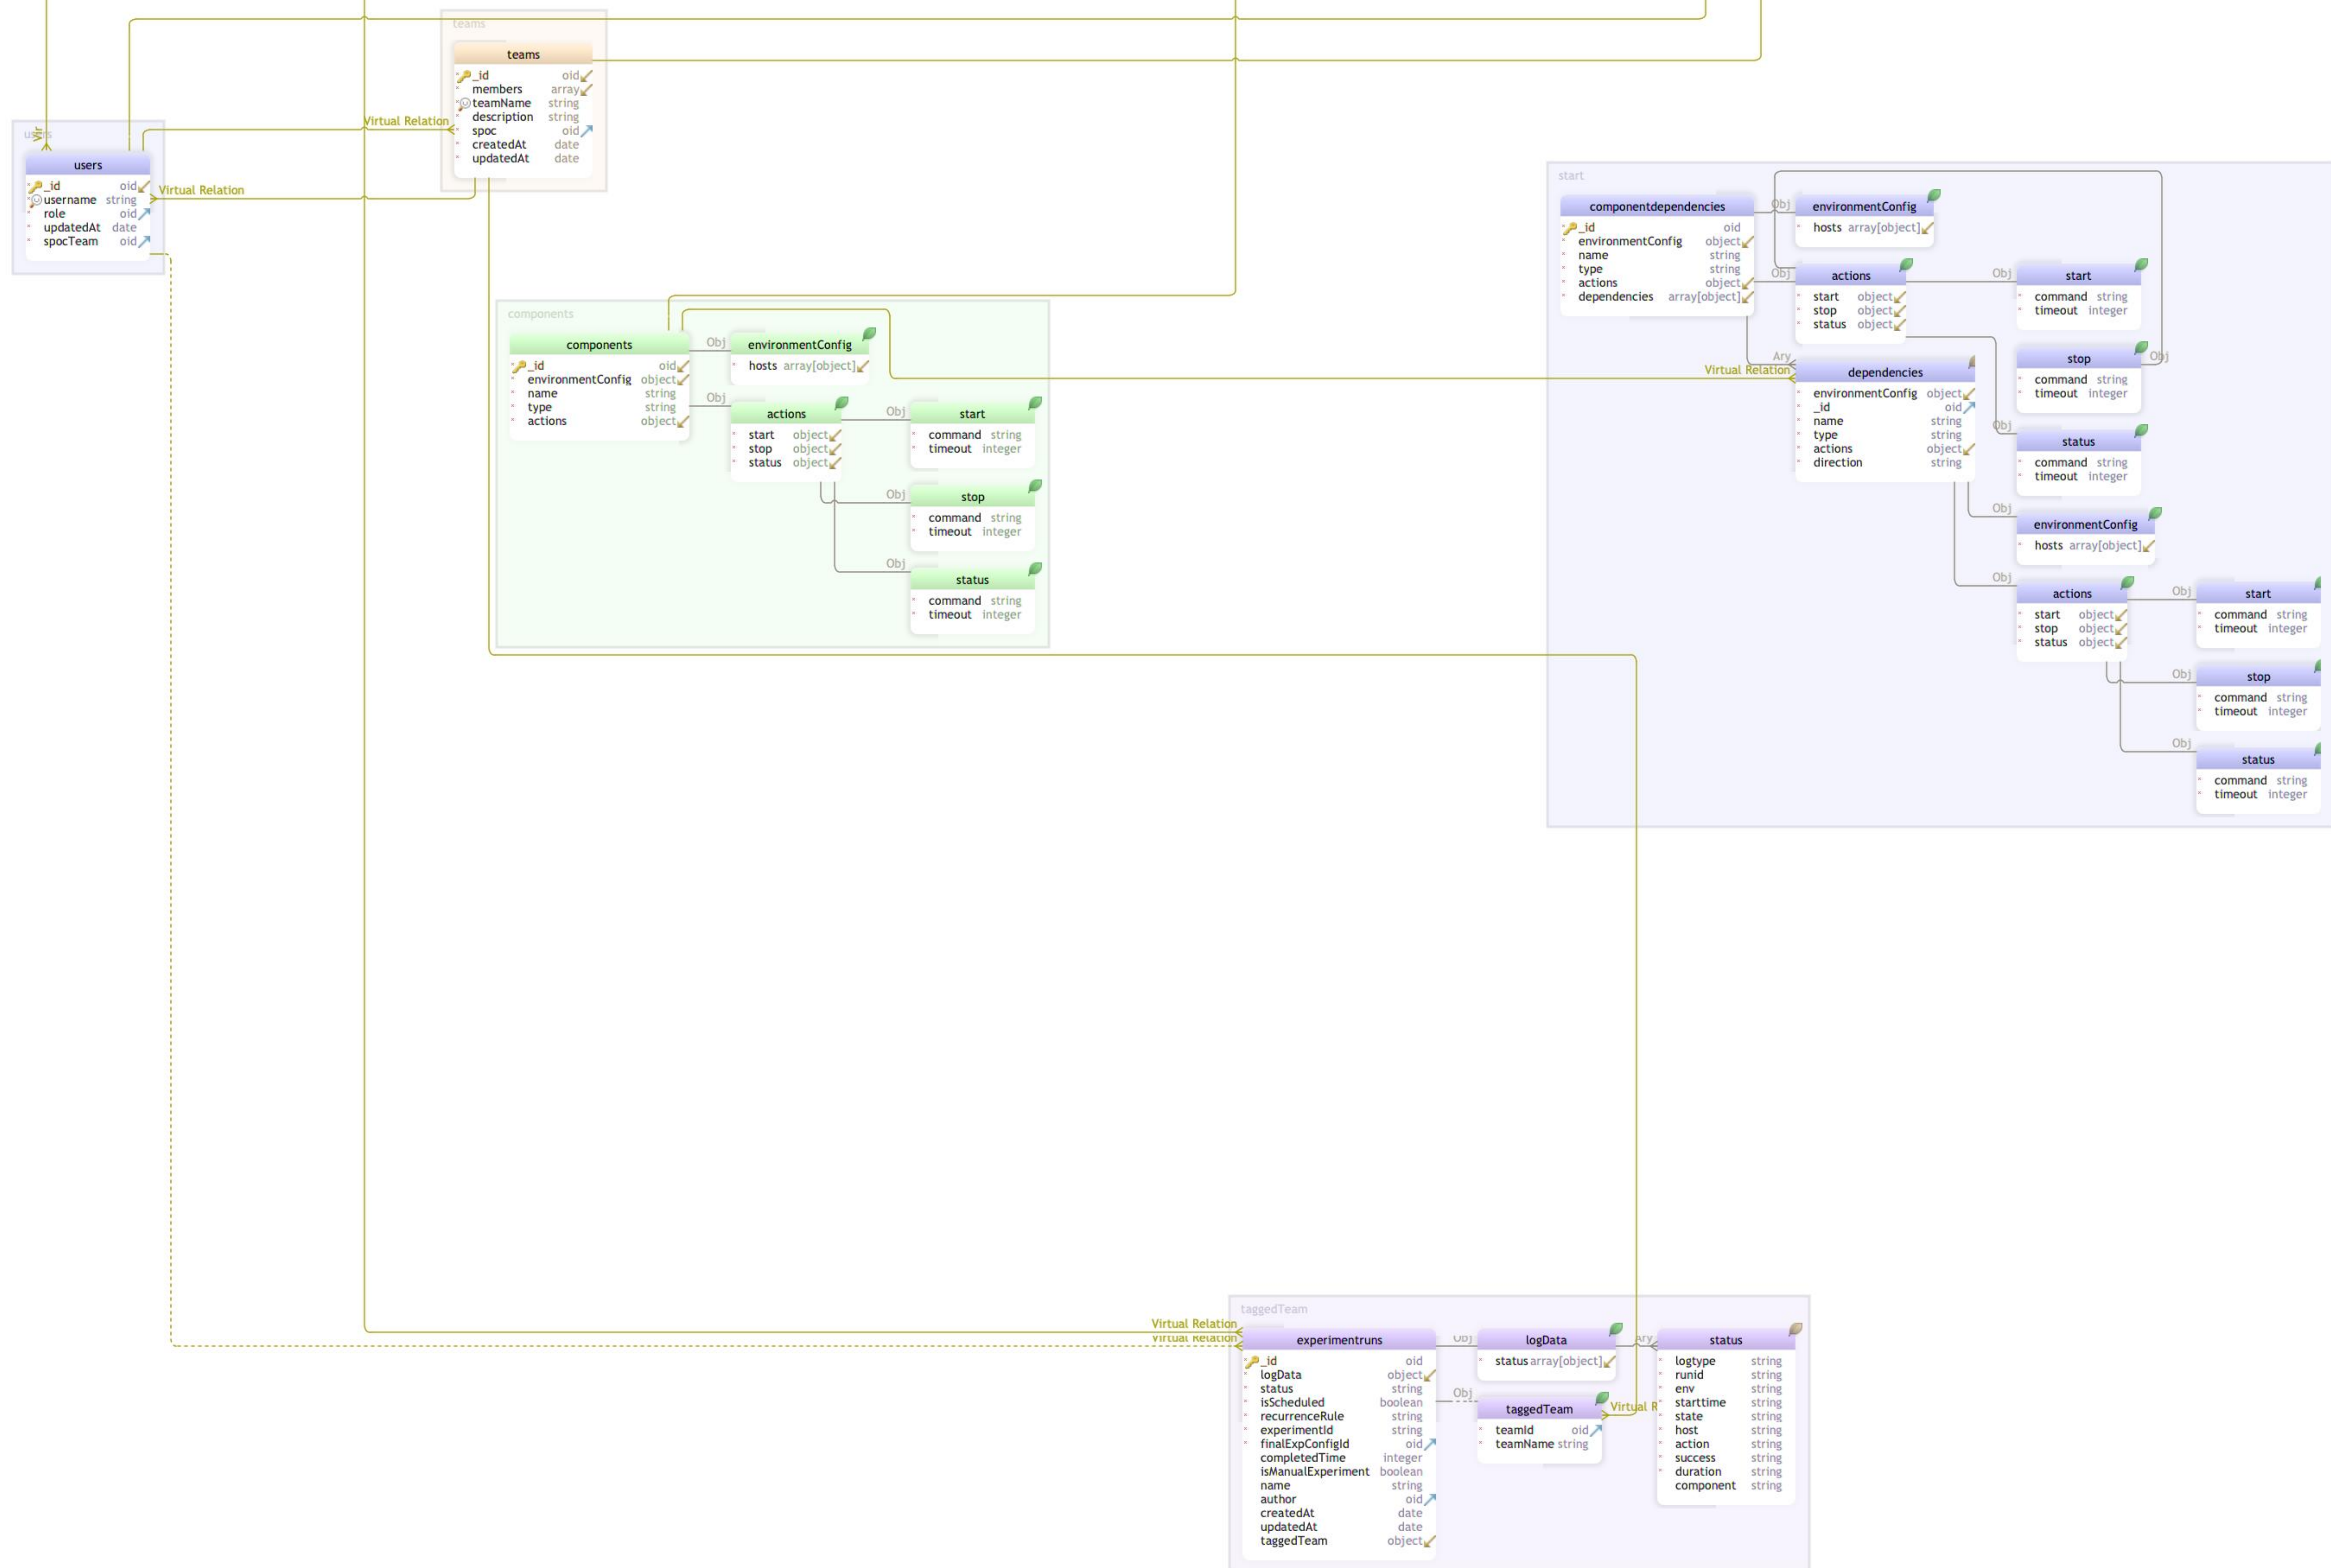 teams
teams
_id oid
members array
teamName string
description string
spoc oid
createdAt date
updatedAt date
Virtual Relation
Vir
users
users
_id oid
username string
role oid
updatedAt date
spocTeam oid
Virtual Relation
components
components
_id oid
environmentConfig object
name string
type string
actions object
Obj
environmentConfig
hosts array[object]
Obj
actions
start object
stop object
status object
Obj
start
command string
timeout integer
Obj
stop
command string
timeout integer
Obj
status
command string
timeout integer
start
componentdependencies
_id oid
environmentConfig object
name string
type string
actions object
dependencies array[object]
Obj
environmentConfig
hosts array[object]
Obj
actions
start object
stop object
status object
Obj
start
command string
timeout integer
stop
Obj
command string
timeout integer
Ary
Virtual Relation
dependencies
environmentConfig object
_id oid
name string
type string
actions object
direction string
Obj
status
command string
timeout integer
Obj
environmentConfig
hosts array[object]
Obj
actions
start object
stop object
status object
Obj
start
command string
timeout integer
Obj
stop
command string
timeout integer
Obj
status
command string
timeout integer
taggedTeam
Virtual Relation
Virtual Relation
experimentruns
_id oid
logData object
status string
isScheduled boolean
recurrenceRule string
experimentId string
finalExpConfigId oid
completedTime integer
isManualExperiment boolean
name string
author oid
createdAt date
updatedAt date
taggedTeam object
Obj
logData
status array[object]
Obj
taggedTeam
teamId oid
teamName string
Virtual R
Ary
status
logtype string
runid string
env string
starttime string
state string
host string
action string
success string
duration string
component string